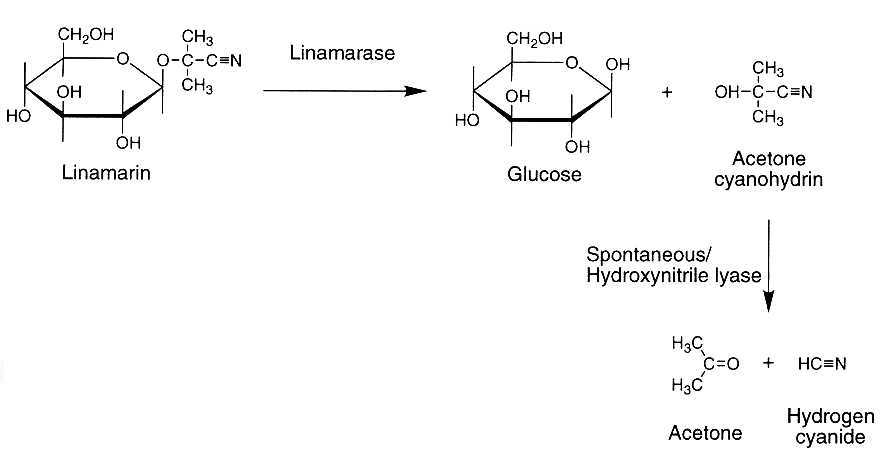 CH₂OH
O
O-C-C≡N
CH₃
CH₃
OH
HO
OH
Linamarin
Linamarase
CH₂OH
O
OH
OH
HO
OH
Glucose
+
CH₃
OH-C-C≡N
CH₃
Acetone
cyanohydrin
Spontaneous/
Hydroxynitrile lyase
H₃C
C=O
H₃C
+
HC≡N
Acetone
Hydrogen
cyanide